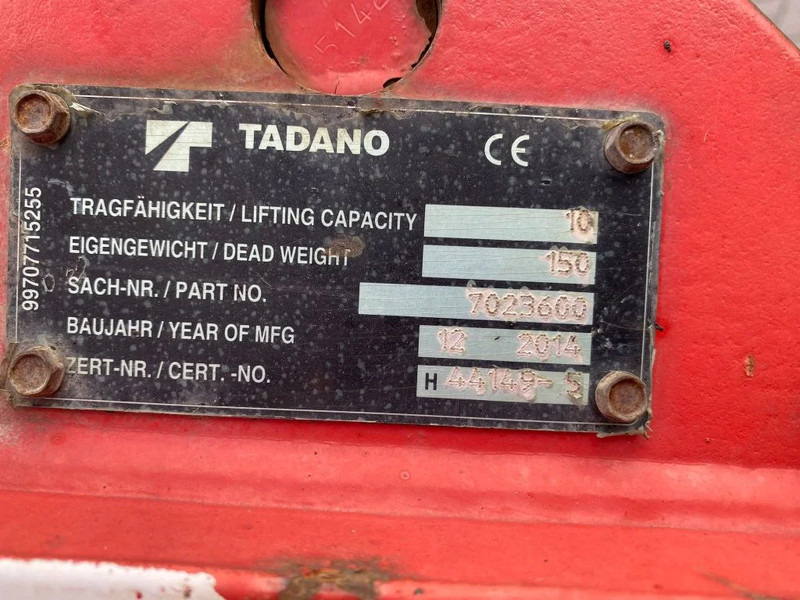 5142
TADANO CE
TRAGFÄHIGKEIT / LIFTING CAPACITY 10
EIGENGEWICHT / DEAD WEIGHT 150
SACH-NR. / PART NO. 7023600
BAUJAHR / YEAR OF MFG 12 2014
ZERT-NR. / CERT. -NO. H 44149-5
99707715255